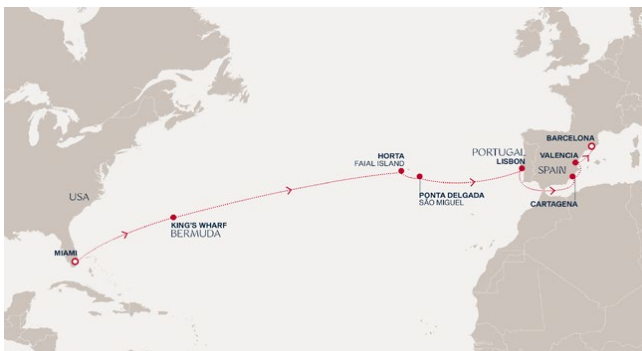 USA
MIAMI
KING'S WHARF
BERMUDA
HORTA
FAIAL ISLAND
PONTA DELGADA
SÃO MIGUEL
PORTUGAL
LISBON
SPAIN
CARTAGENA
VALENCIA
BARCELONA